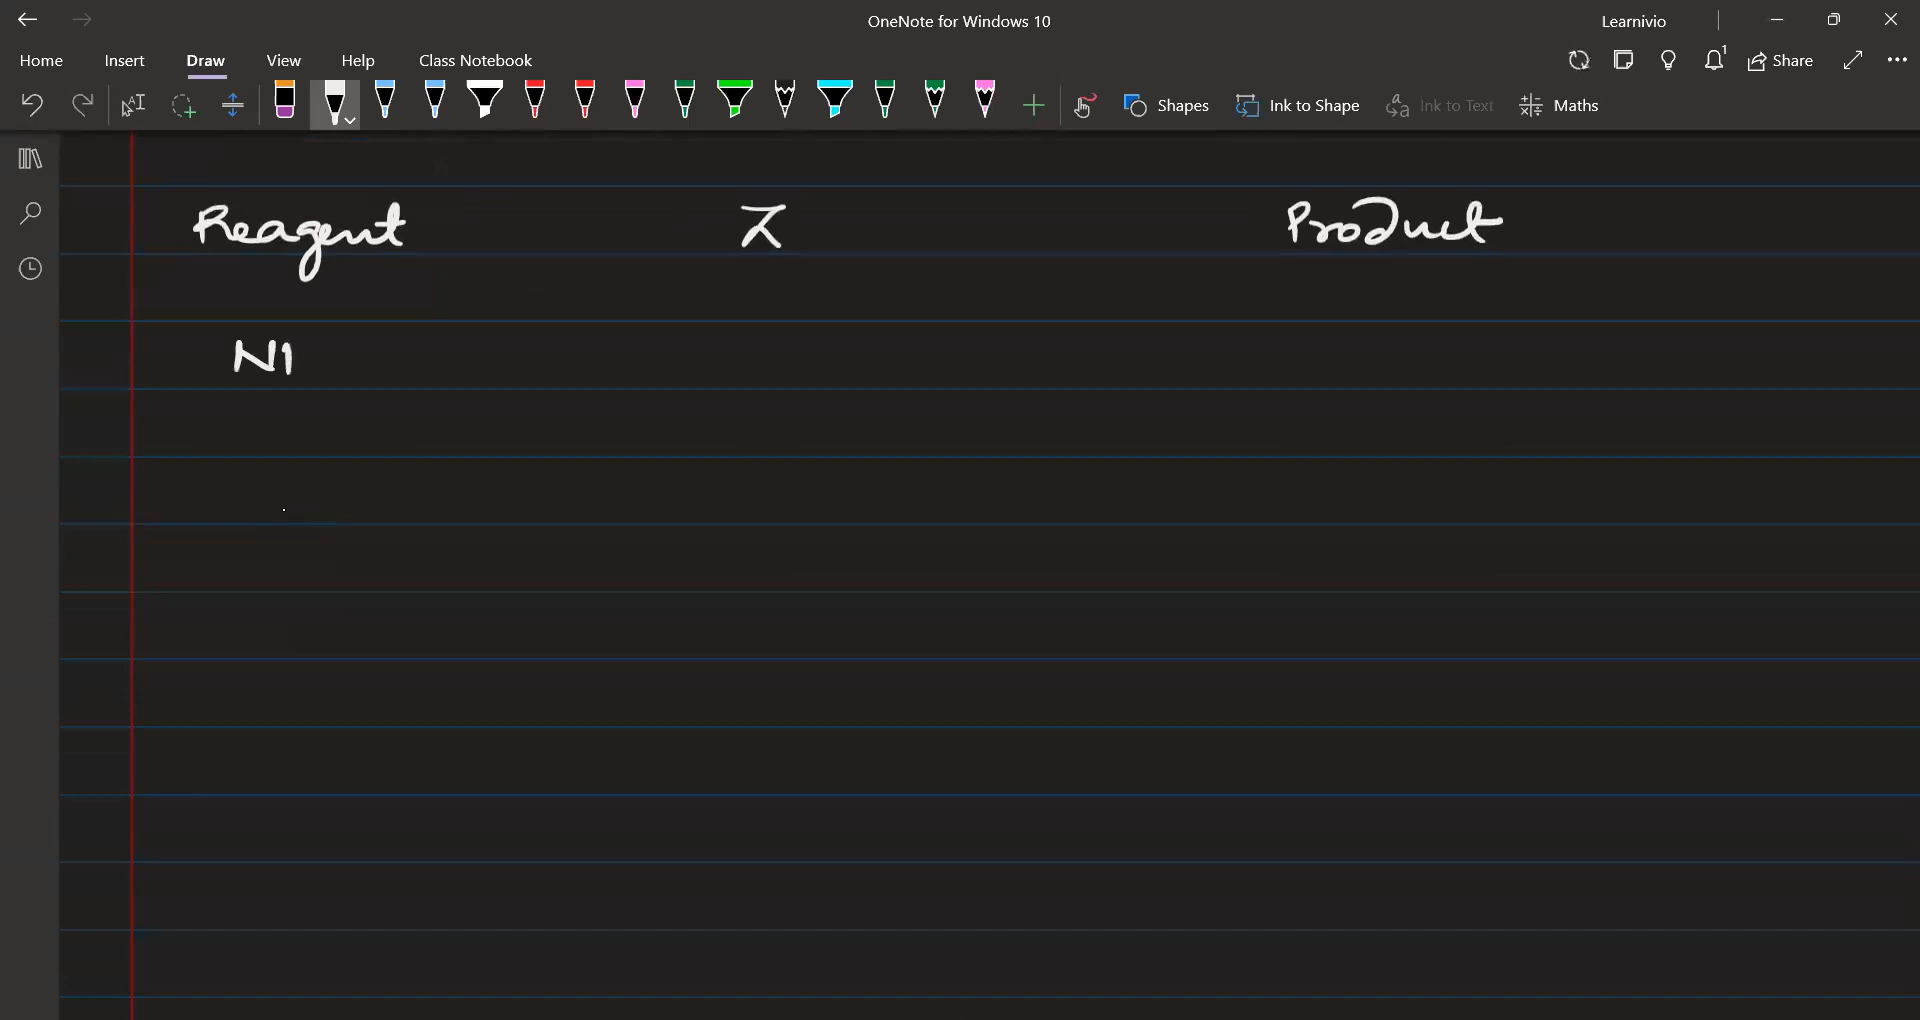 OneNote for Windows 10
Learnivio
Home Insert Draw View Help Class Notebook
1
Share
Shapes
Ink to Shape
Ink to Text
Maths
Reagent Z Product
N1